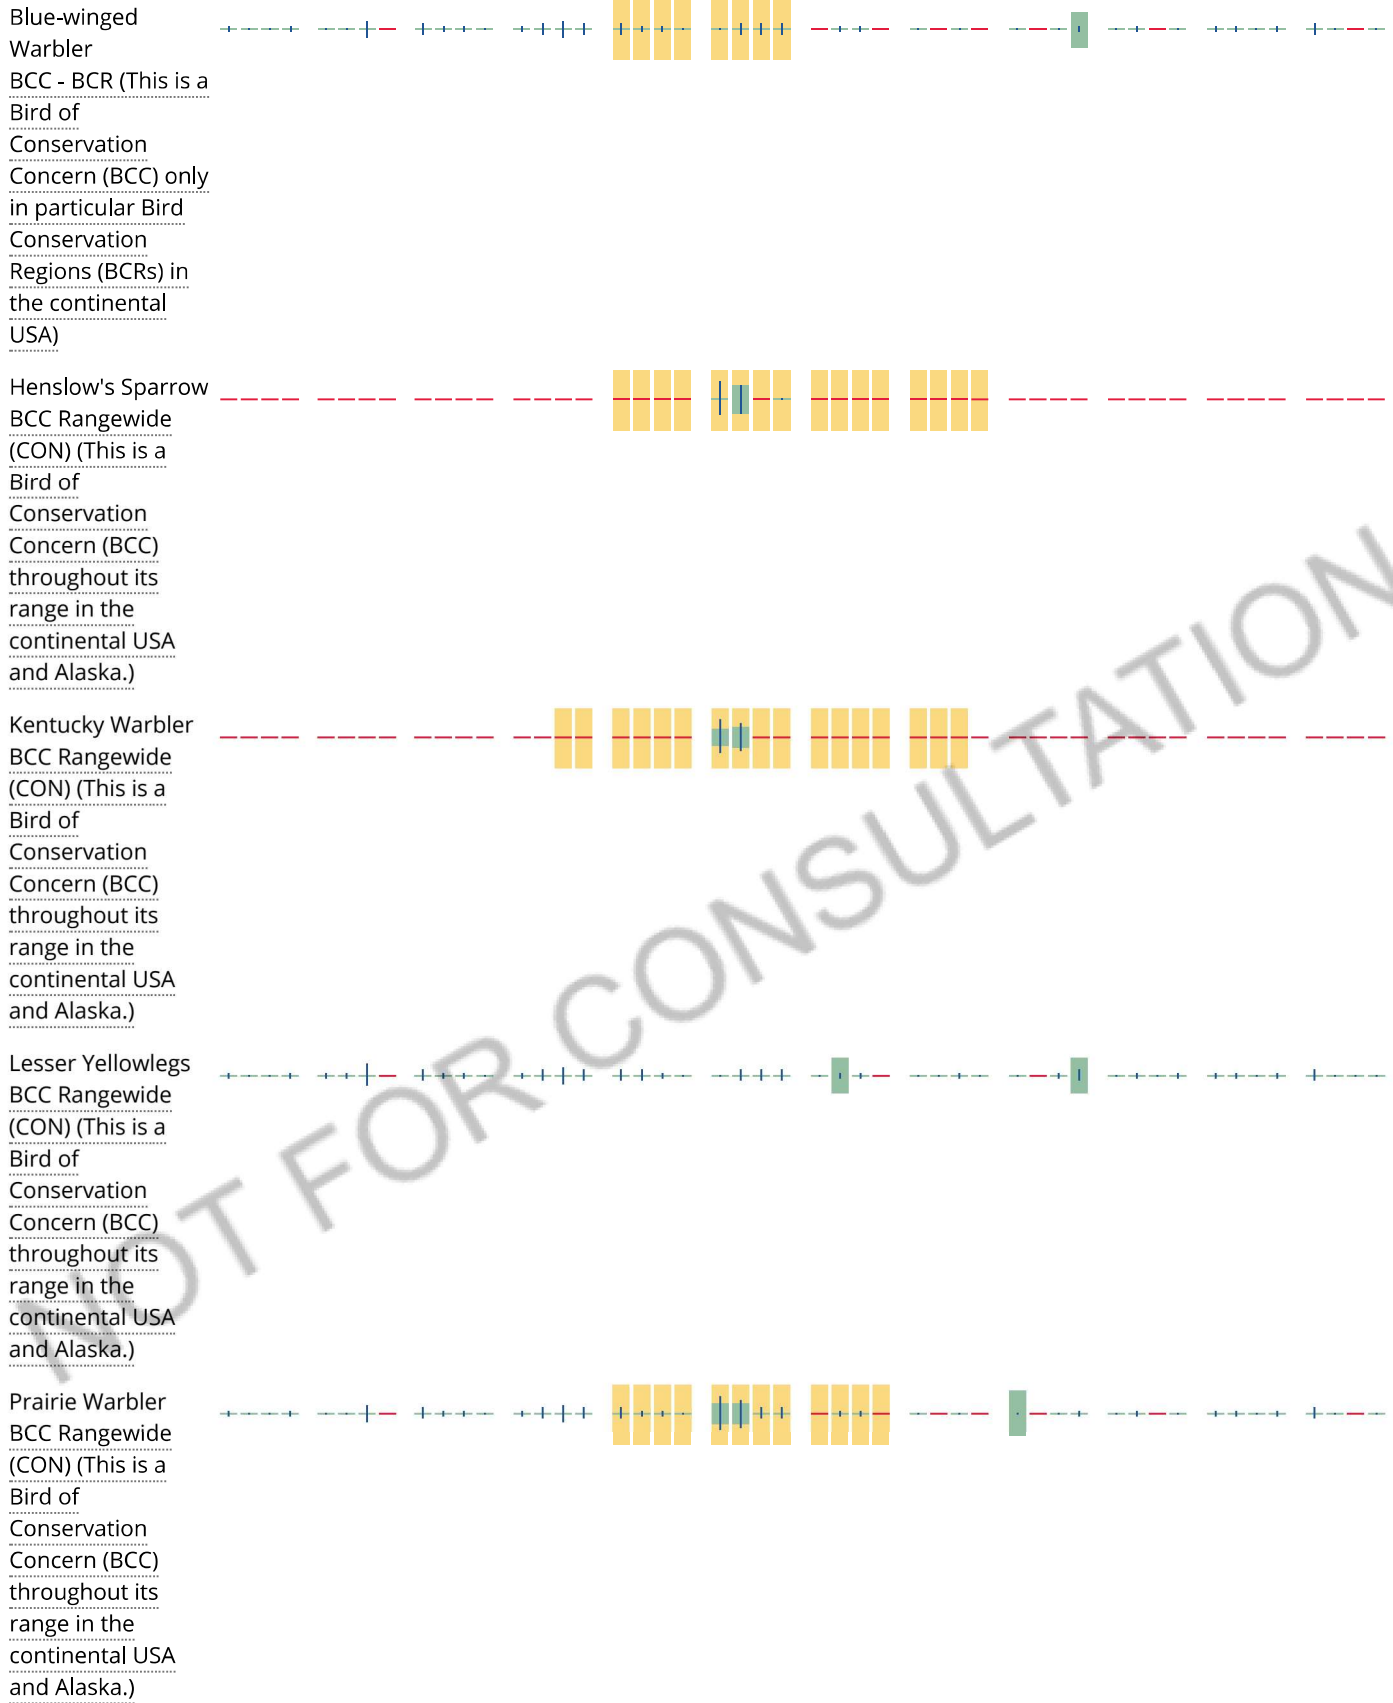 Blue-winged
Warbler
BCC - BCR (This is a
Bird of
Conservation
Concern (BCC) only
in particular Bird
Conservation
Regions (BCRs) in
the continental
USA)
Henslow's Sparrow
BCC Rangewide
(CON) (This is a
Bird of
Conservation
Concern (BCC)
throughout its
range in the
continental USA
and Alaska.)
Kentucky Warbler
BCC Rangewide
(CON) (This is a
Bird of
Conservation
Concern (BCC)
throughout its
range in the
continental USA
and Alaska.)
Lesser Yellowlegs
BCC Rangewide
(CON) (This is a
Bird of
Conservation
Concern (BCC)
throughout its
range in the
continental USA
and Alaska.)
Prairie Warbler
BCC Rangewide
(CON) (This is a
Bird of
Conservation
Concern (BCC)
throughout its
range in the
continental USA
and Alaska.)
NOT FOR CONSULTATION